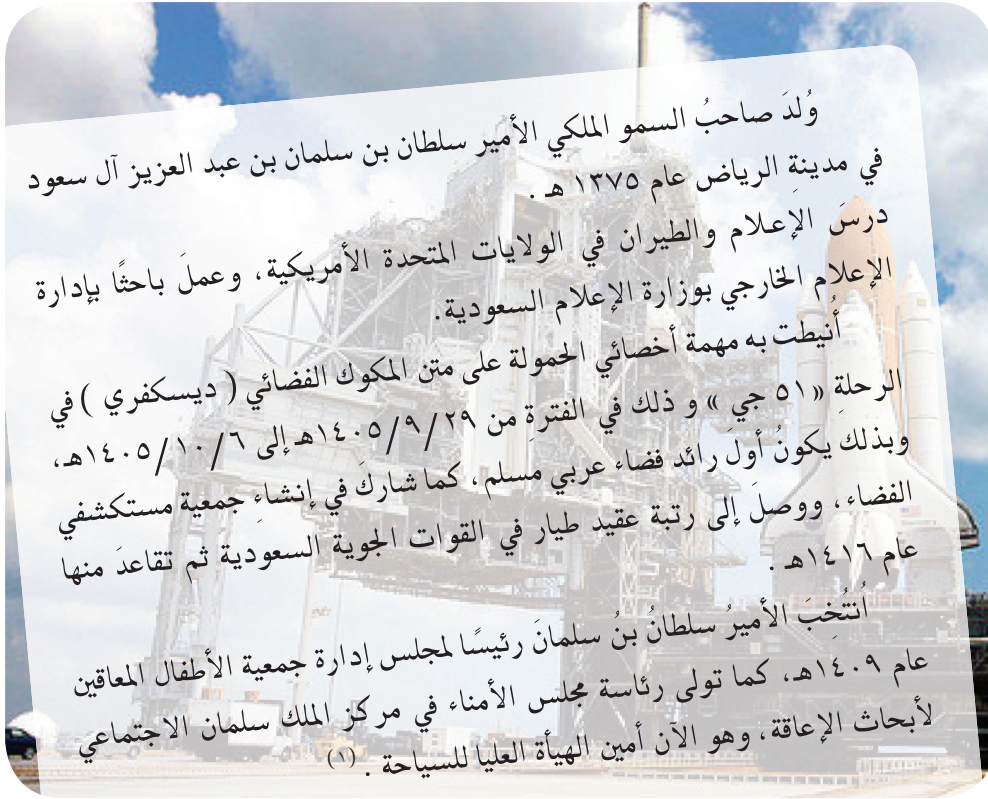 وُلدَ صاحبُ السمو الملكي الأمير سلطان بن سلمان بن عبد العزيز آل سعود
في مدينةِ الرياض عام ١٣٧٥ هـ .
درسَ الإعلام والطيران في الولايات المتحدة الأمريكية، وعملَ باحثًا بإدارة
الإعلام الخارجي بوزارة الإعلام السعودية.
أُنيطت به مهمة أخصائي الحمولة على متن المكوك الفضائي ( ديسكفري ) في
الرحلةِ «٥١ جي » و ذلك في الفترةِ من ١٤٠٥/٩/٢٩هـ إلى ١٤٠٥/١٠/٦هـ،
وبذلك يكونُ أولَ رائد فضاء عربي مسلم، كما شاركَ في إنشاءِ جمعية مستكشفي
الفضاء، ووصلَ إلى رتبة عقيد طيار في القوات الجوية السعودية ثم تقاعدَ منها
عام ١٤١٦هـ .
اُنتُخِبَ الأميرُ سلطانُ بنُ سلمانَ رئيسًا لمجلس إدارة جمعية الأطفال المعاقين
عام ١٤٠٩هـ، كما تولى رئاسة مجلس الأمناء في مركز الملك سلمان الاجتماعي
لأبحاث الإعاقة، وهو الآن أمين الهيأة العليا للسياحة . (١)